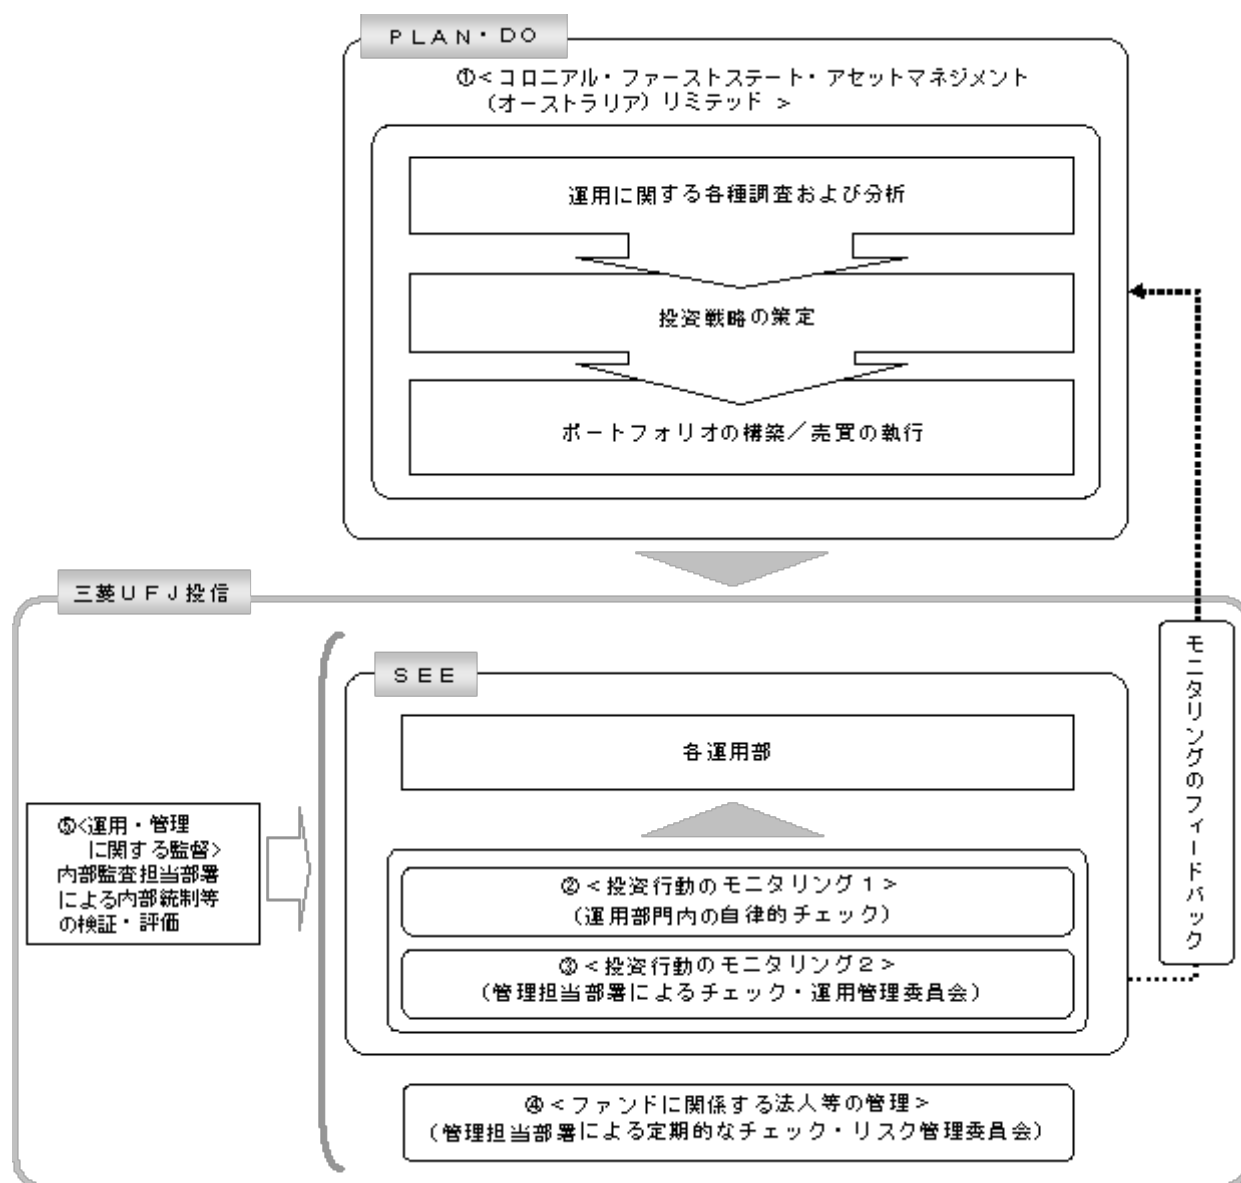 ＰＬＡＮ・ＤＯ
①＜コロニアル・ファーストステート・アセットマネジメント
（オーストラリア）リミテッド ＞
運用に関する各種調査および分析
投資戦略の策定
ポートフォリオの構築／売買の執行
三菱ＵＦＪ投信
ＳＥＥ
各運用部
⑤＜運用・管理
に関する監督＞
内部監査担当部署
による内部統制等
の検証・評価
②＜投資行動のモニタリング１＞
（運用部門内の自律的チェック）
③＜投資行動のモニタリング２＞
（管理担当部署によるチェック・運用管理委員会）
④＜ファンドに関係する法人等の管理＞
（管理担当部署による定期的なチェック・リスク管理委員会）
モニタリングのフィードバック